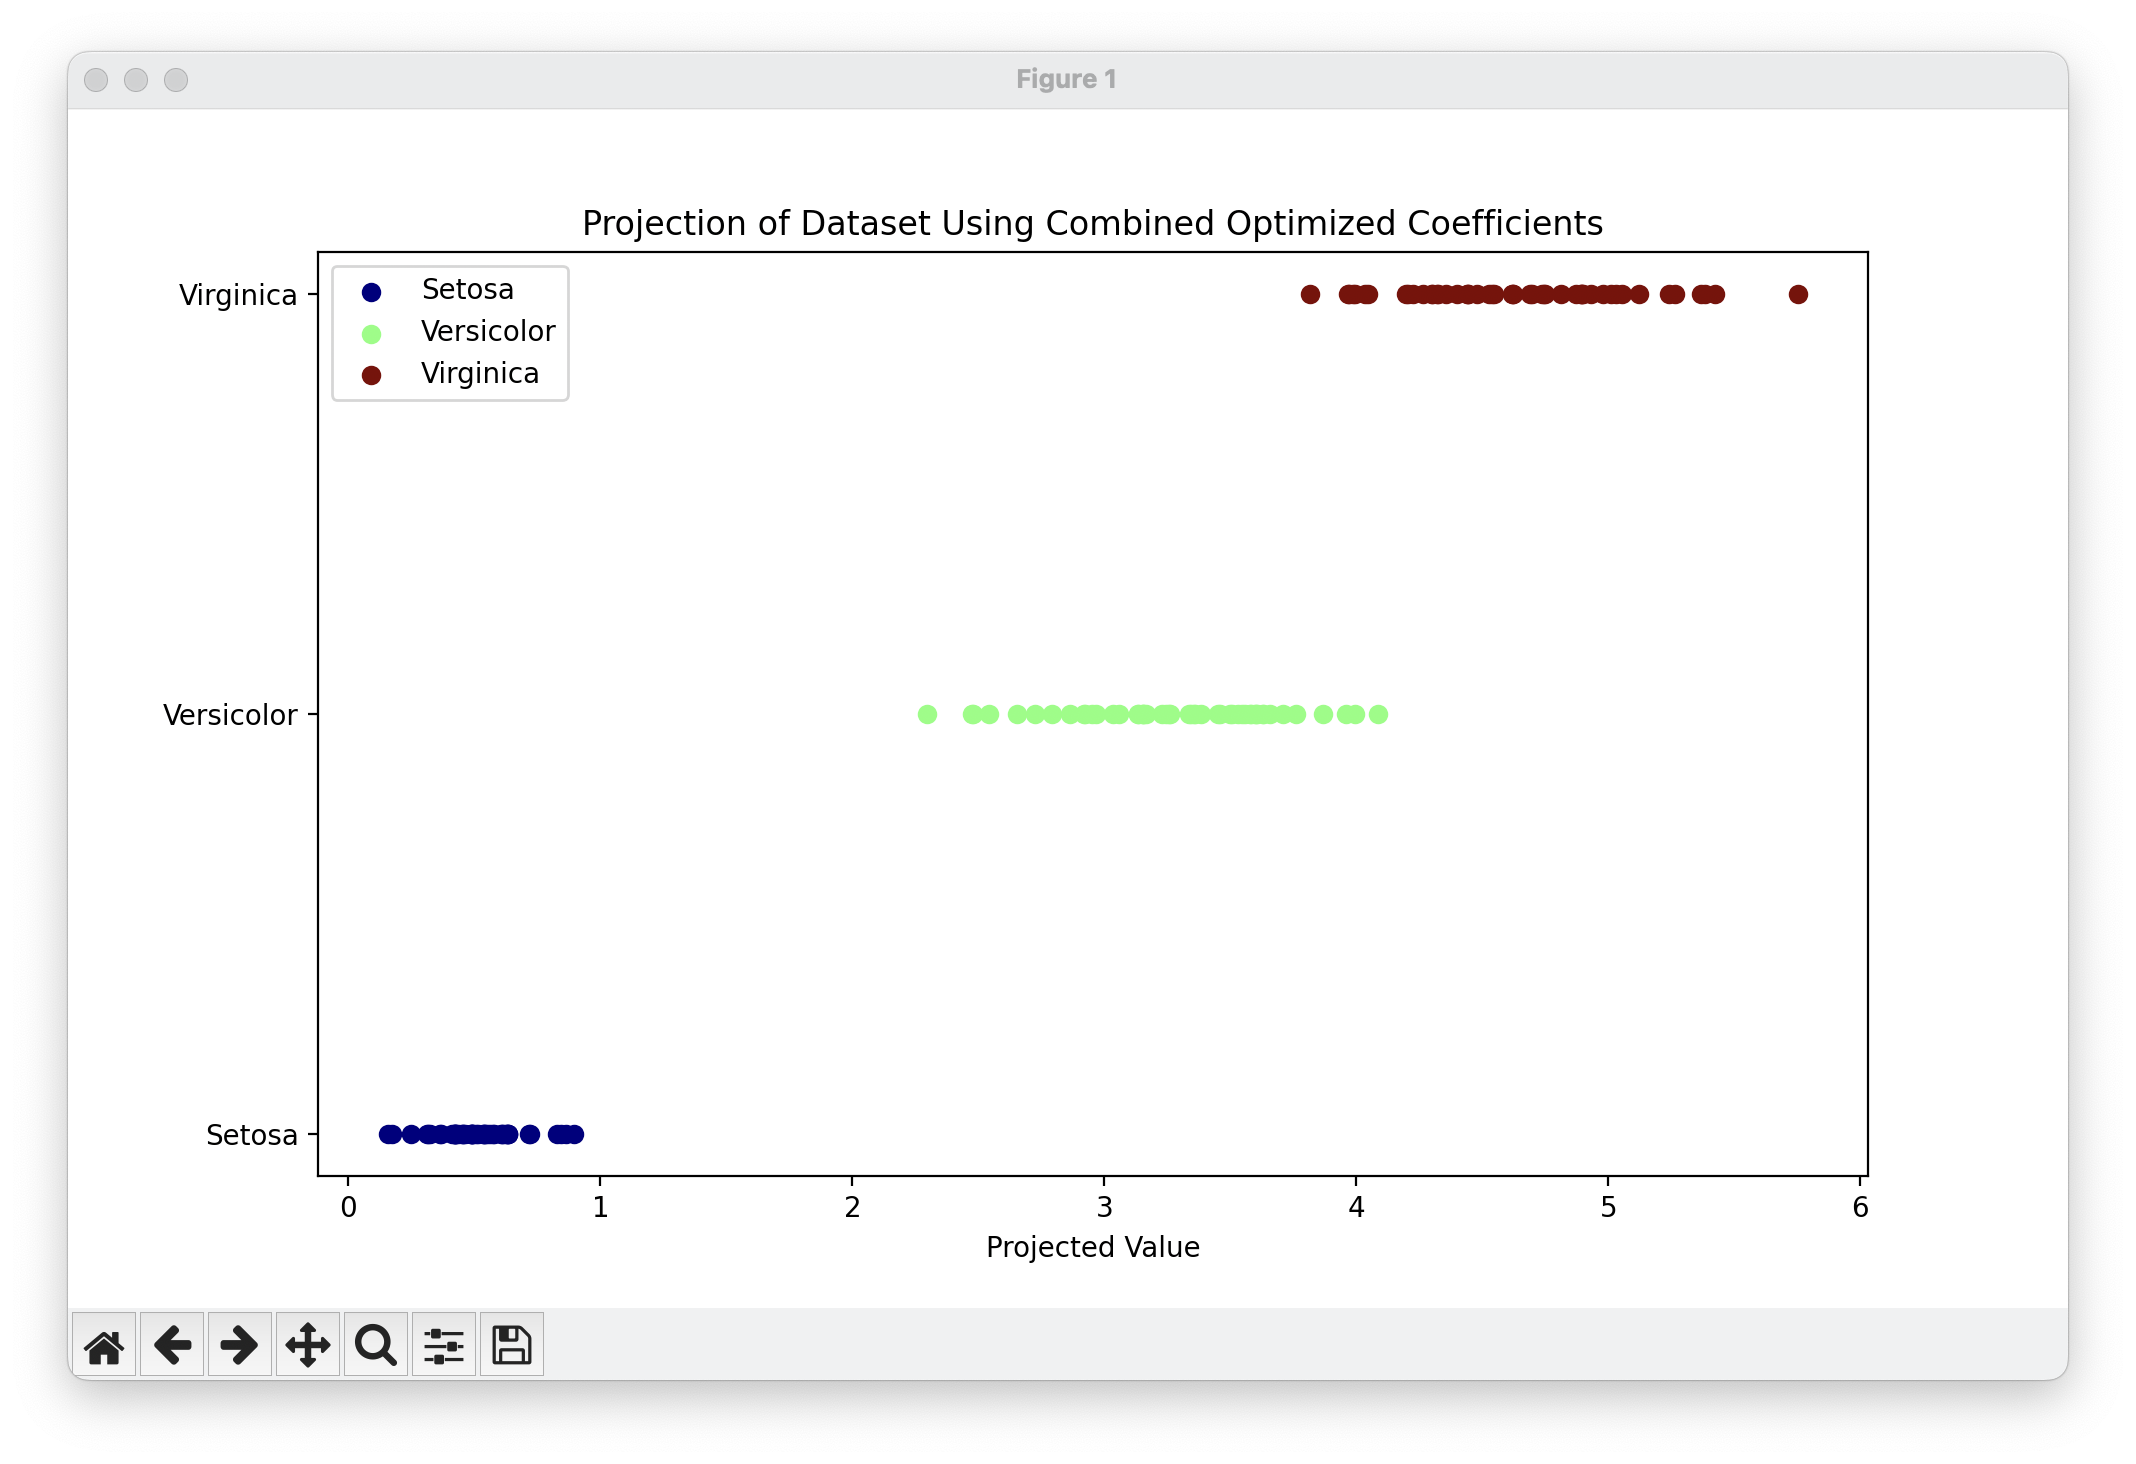 Figure 1
Projection of Dataset Using Combined Optimized Coefficients
Virginica
Setosa
Versicolor
Virginica
Versicolor
Setosa
0 1 2 3 4 5 6
Projected Value